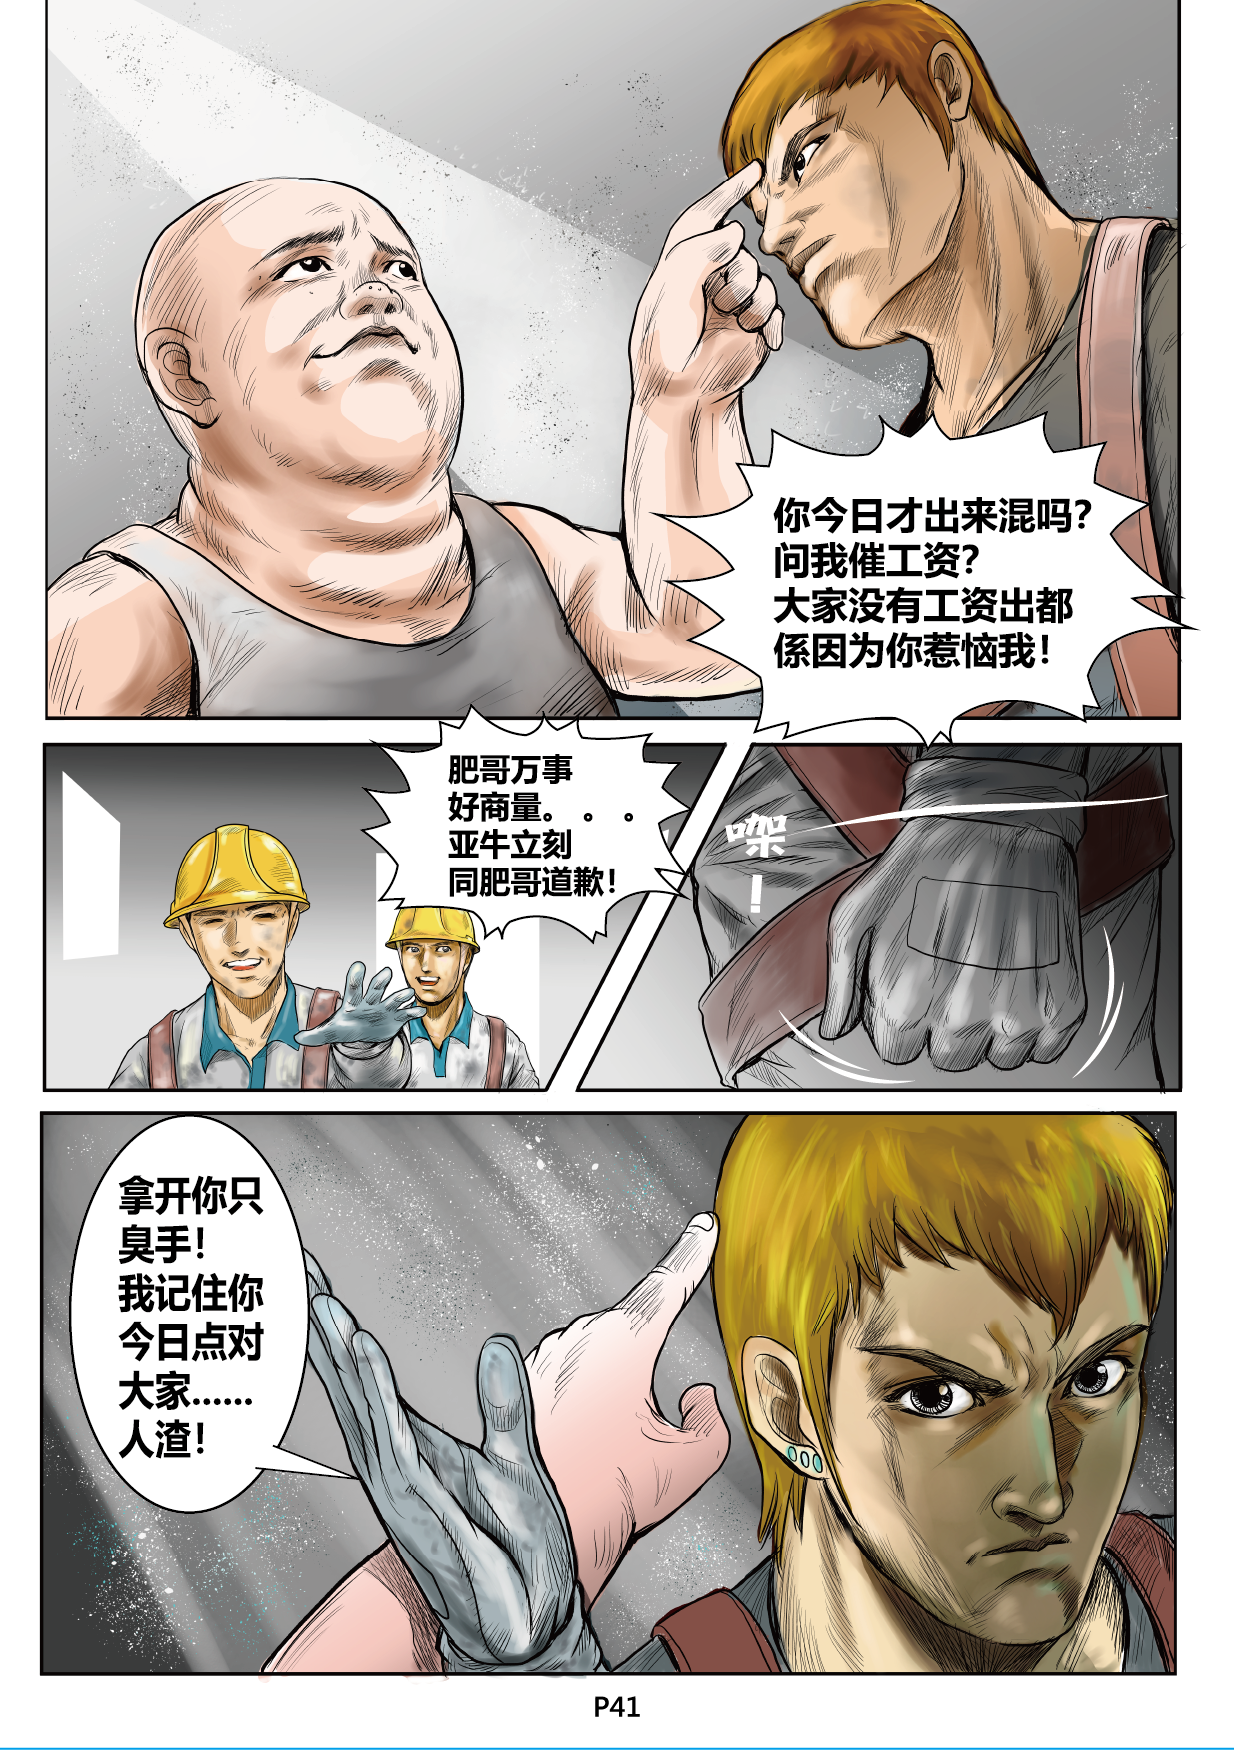 你今日才出来混吗?
问我催工资?
大家没有工资出都
係因为你惹恼我!
肥哥万事
好商量。。。
亚牛立刻
同肥哥道歉!
喍!
拿开你只
臭手!
我记住你
今日点对
大家......
人渣!
P41